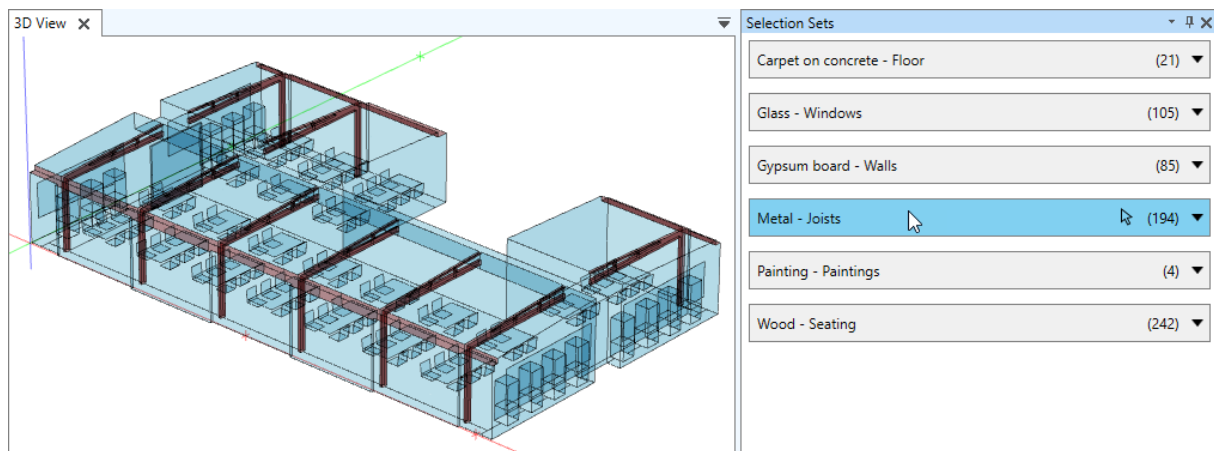 3D View
Selection Sets
Carpet on concrete - Floor (21)
Glass - Windows (105)
Gypsum board - Walls (85)
Metal - Joists (194)
Painting - Paintings (4)
Wood - Seating (242)